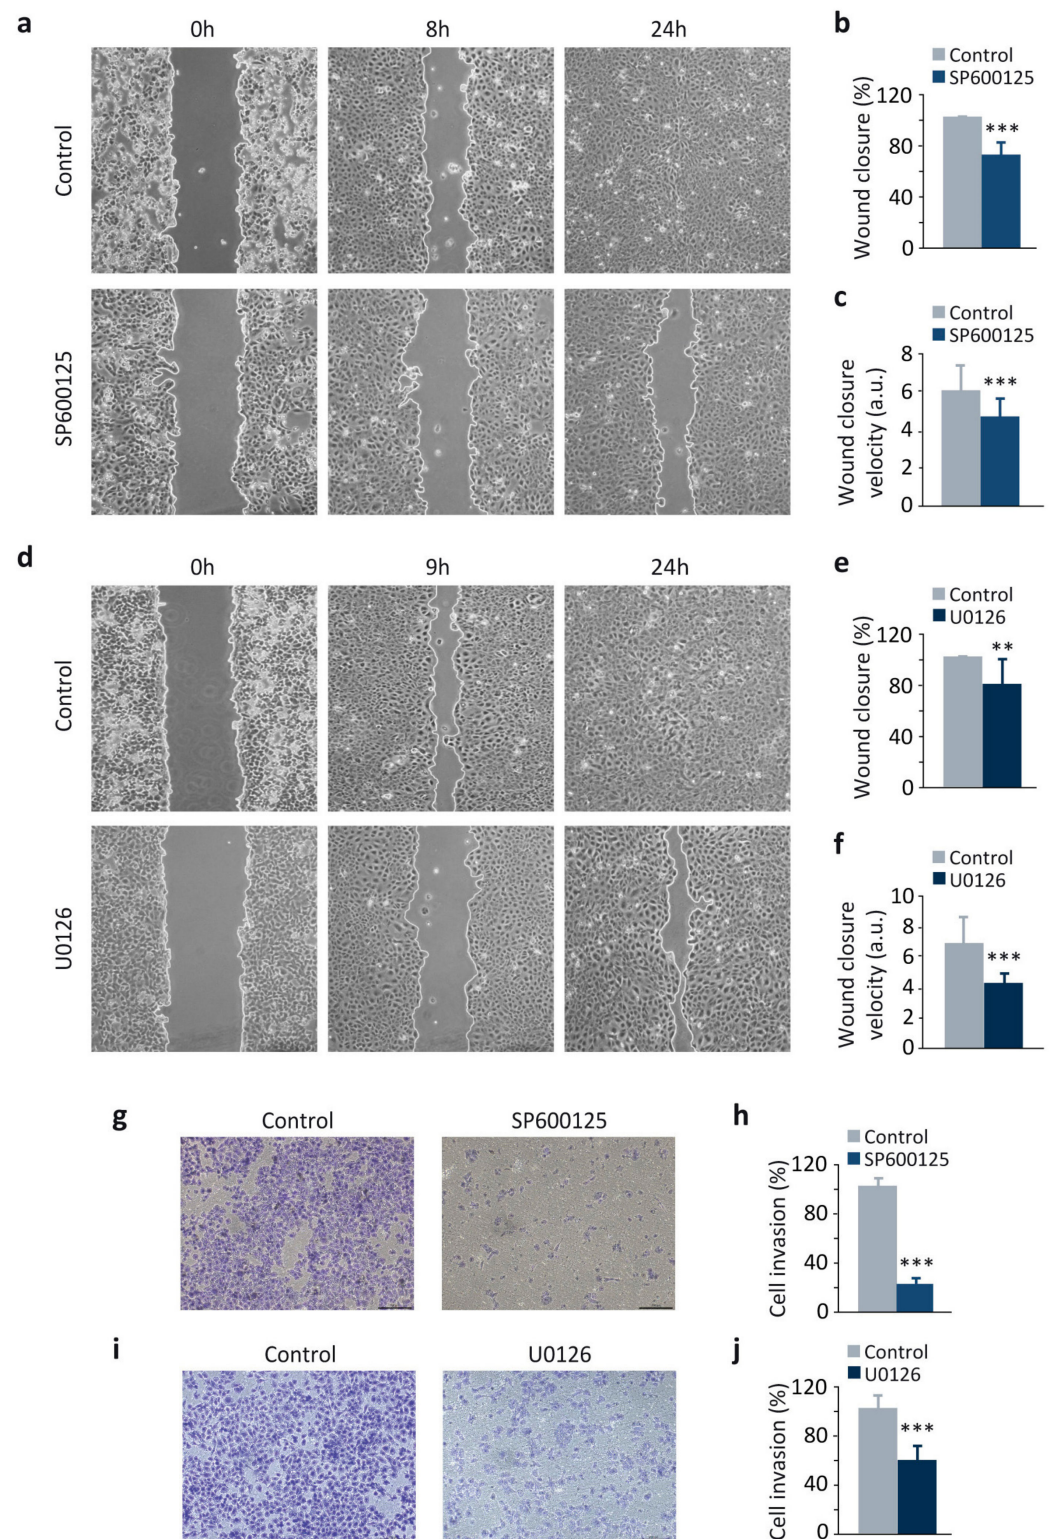 a
0h
8h
24h
Control
SP600125
b
Control
SP600125
Wound closure (%)
120
80
40
0
***
c
Control
SP600125
Wound closure
velocity (a.u.)
8
6
4
2
0
***
d
0h
9h
24h
Control
U0126
e
Control
U0126
Wound closure (%)
120
80
40
0
**
f
Control
U0126
Wound closure
velocity (a.u.)
10
8
6
4
2
0
***
g
Control
SP600125
h
Control
SP600125
Cell invasion (%)
120
80
40
0
***
i
Control
U0126
j
Control
U0126
Cell invasion (%)
120
80
40
0
***